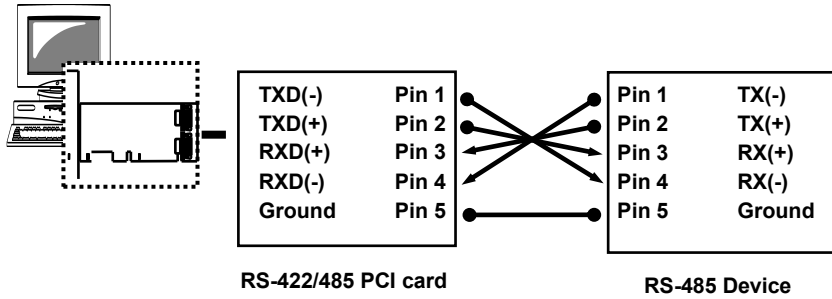 TXD(-) Pin 1
TXD(+) Pin 2
RXD(+) Pin 3
RXD(-) Pin 4
Ground Pin 5
Pin 1 TX(-)
Pin 2 TX(+)
Pin 3 RX(+)
Pin 4 RX(-)
Pin 5 Ground
RS-422/485 PCI card
RS-485 Device